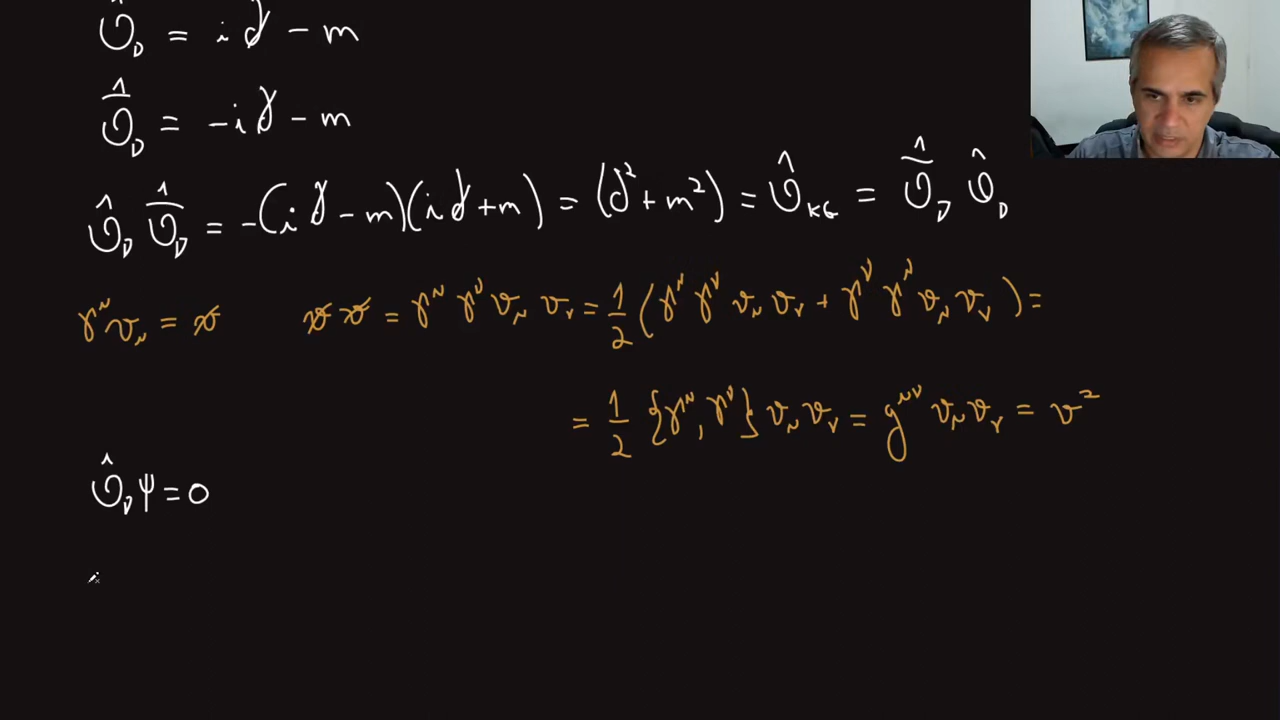 Ô_D = i∂̸ − m
Ô̅_D = −i∂̸ − m
Ô_D Ô̅_D = −(i∂̸ − m)(i∂̸ + m) = (∂² + m²) = Ô_KG = Ô̅_D Ô_D
γ^μ v_μ = v̸ v̸ v̸ = γ^μ γ^ν v_μ v_ν = 1/2 (γ^μ γ^ν v_μ v_ν + γ^ν γ^μ v_μ v_ν) =
= 1/2 {γ^μ, γ^ν} v_μ v_ν = g^μν v_μ v_ν = v²
Ô_D ψ = 0